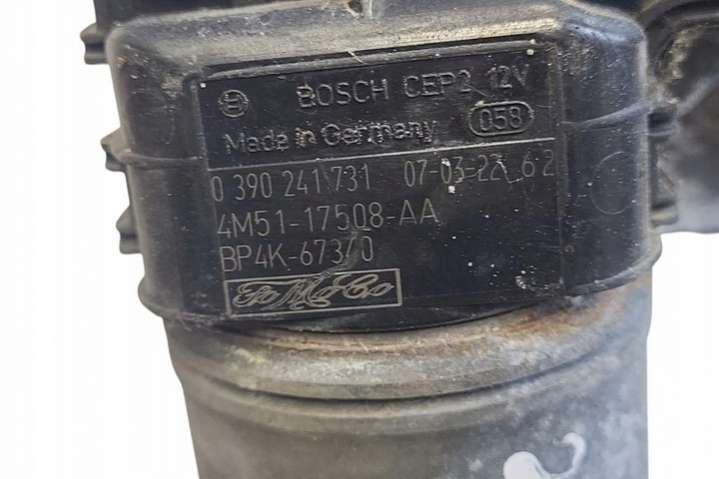 BOSCH CEP2 12V
Made in Germany 058
0 390 241 731 07-03-22 62
4M51-17508-AA
BP4K-67340
FoMoCo